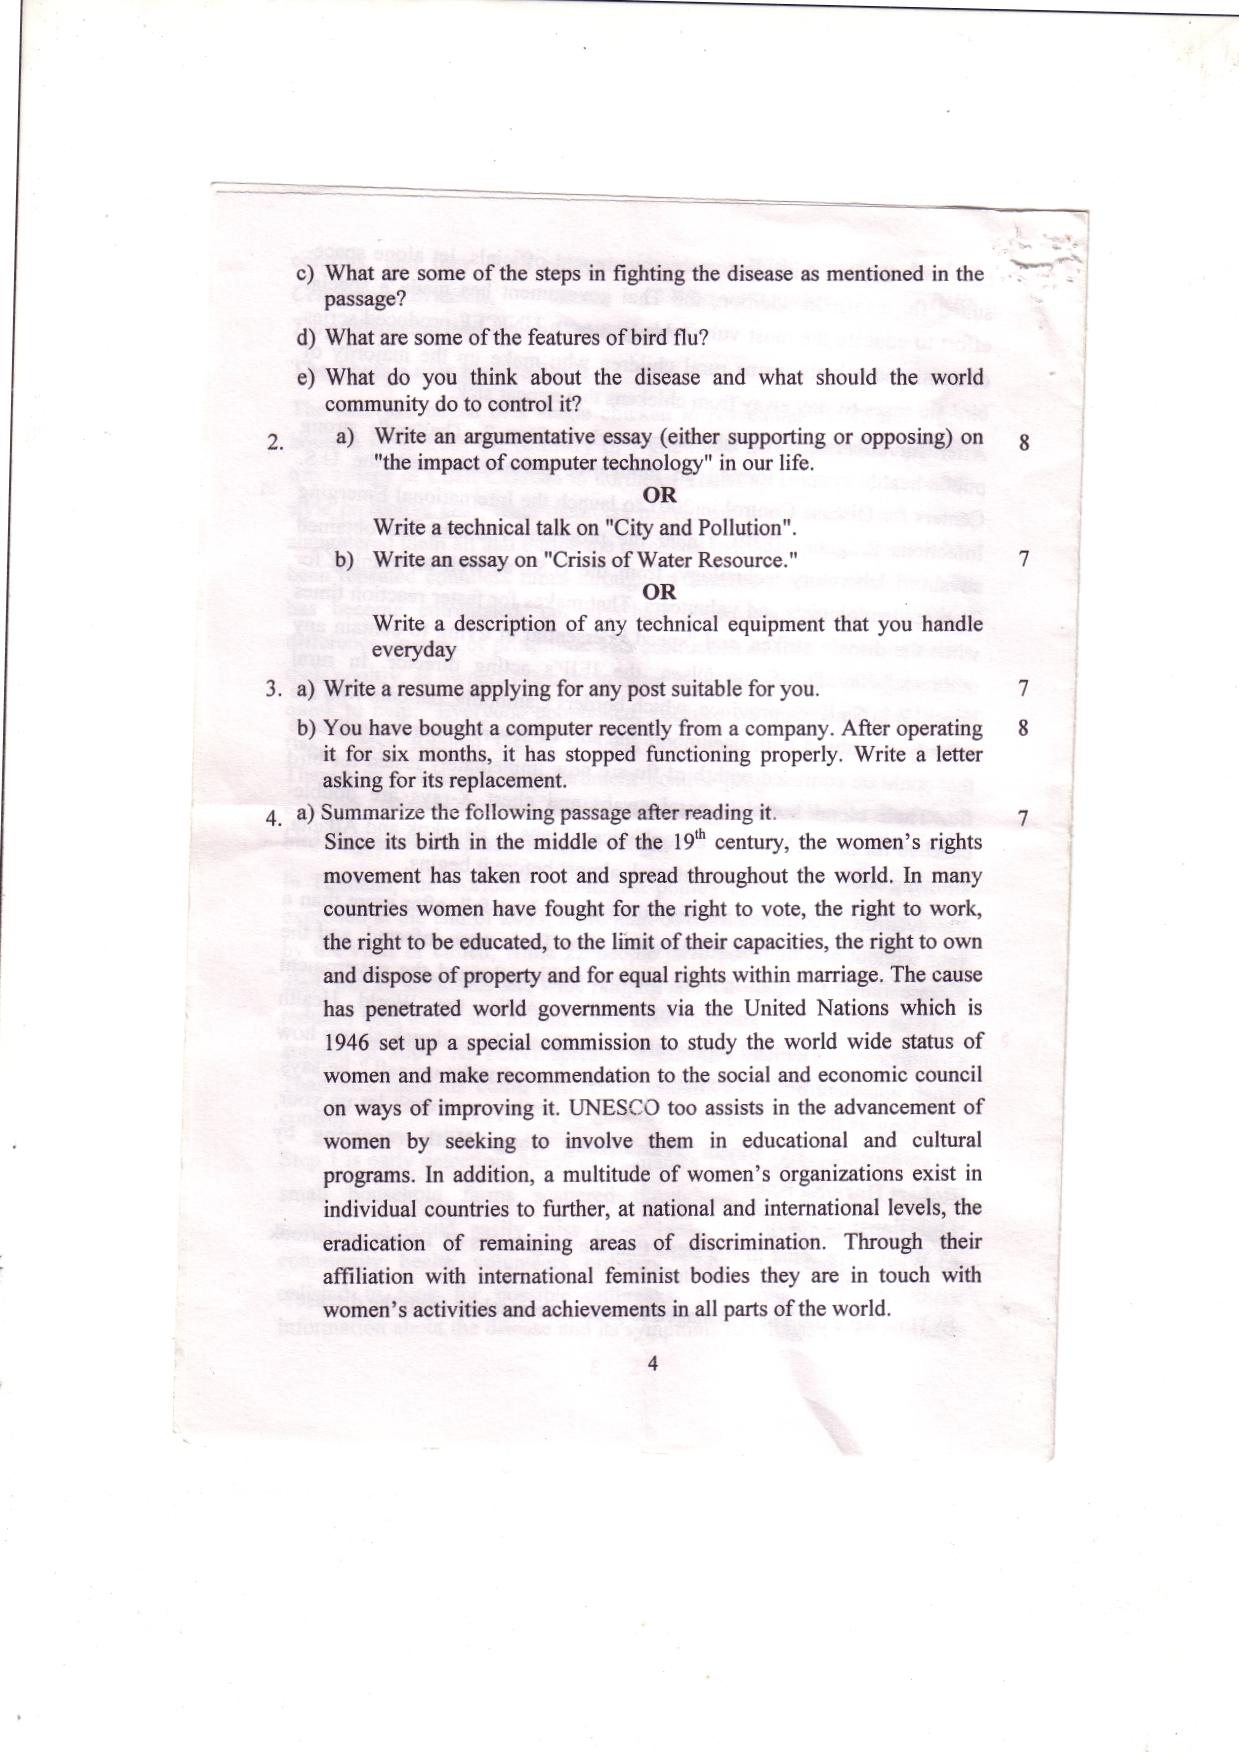 c) What are some of the steps in fighting the disease as mentioned in the
passage?
d) What are some of the features of bird flu?
e) What do you think about the disease and what should the world
community do to control it?
2. a) Write an argumentative essay (either supporting or opposing) on 8
"the impact of computer technology" in our life.
OR
Write a technical talk on "City and Pollution".
b) Write an essay on "Crisis of Water Resource." 7
OR
Write a description of any technical equipment that you handle
everyday
3. a) Write a resume applying for any post suitable for you. 7
b) You have bought a computer recently from a company. After operating 8
it for six months, it has stopped functioning properly. Write a letter
asking for its replacement.
4. a) Summarize the following passage after reading it. 7
Since its birth in the middle of the 19th century, the women's rights
movement has taken root and spread throughout the world. In many
countries women have fought for the right to vote, the right to work,
the right to be educated, to the limit of their capacities, the right to own
and dispose of property and for equal rights within marriage. The cause
has penetrated world governments via the United Nations which is
1946 set up a special commission to study the world wide status of
women and make recommendation to the social and economic council
on ways of improving it. UNESCO too assists in the advancement of
women by seeking to involve them in educational and cultural
programs. In addition, a multitude of women's organizations exist in
individual countries to further, at national and international levels, the
eradication of remaining areas of discrimination. Through their
affiliation with international feminist bodies they are in touch with
women's activities and achievements in all parts of the world.
4